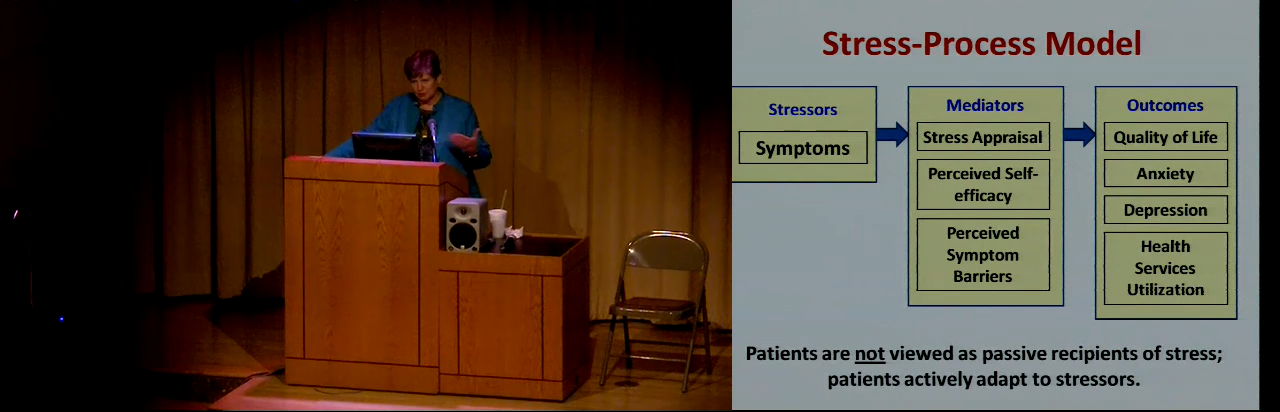 Stress-Process Model
Stressors
Symptoms
Mediators
Stress Appraisal
Perceived Self-
efficacy
Perceived
Symptom
Barriers
Outcomes
Quality of Life
Anxiety
Depression
Health
Services
Utilization
Patients are not viewed as passive recipients of stress;
patients actively adapt to stressors.